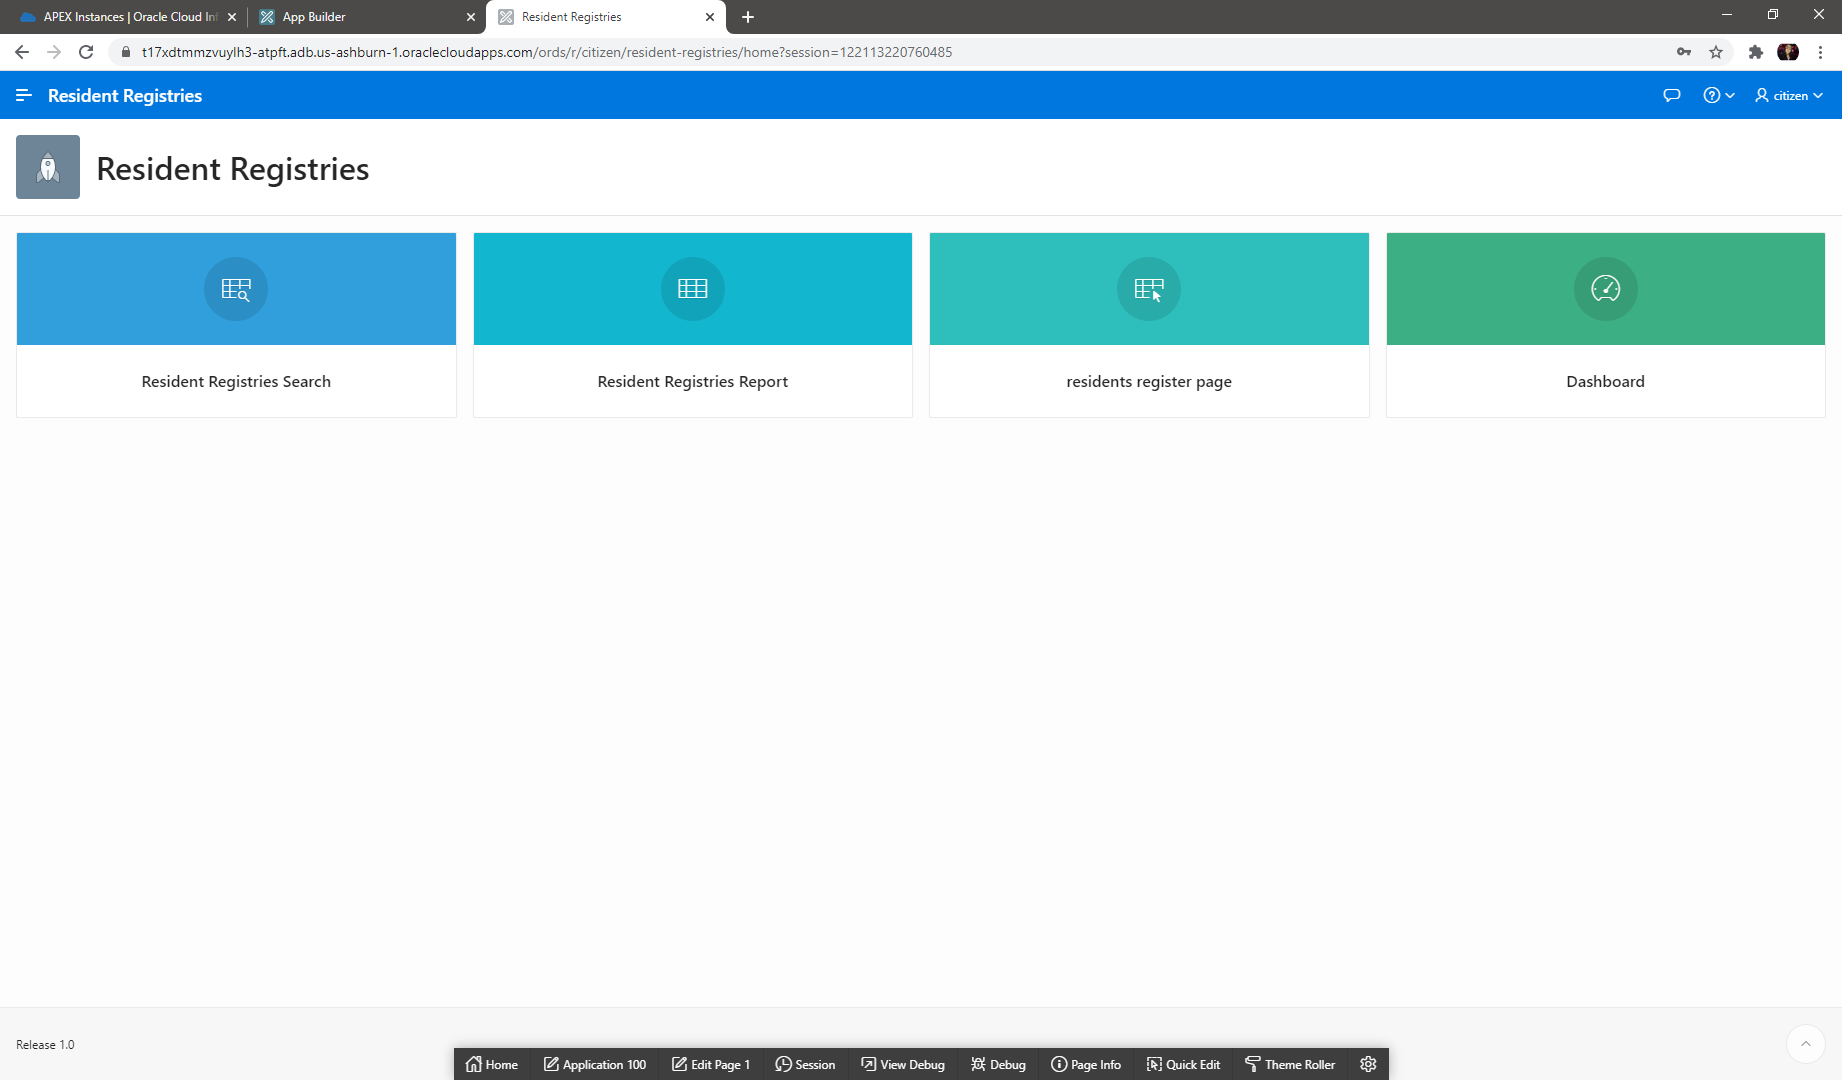 APEX Instances | Oracle Cloud Inf
App Builder
Resident Registries
t17xdtmmzvuylh3-atpft.adb.us-ashburn-1.oraclecloudapps.com/ords/r/citizen/resident-registries/home?session=122113220760485
Resident Registries
citizen
Resident Registries
Resident Registries Search
Resident Registries Report
residents register page
Dashboard
Release 1.0
Home
Application 100
Edit Page 1
Session
View Debug
Debug
Page Info
Quick Edit
Theme Roller